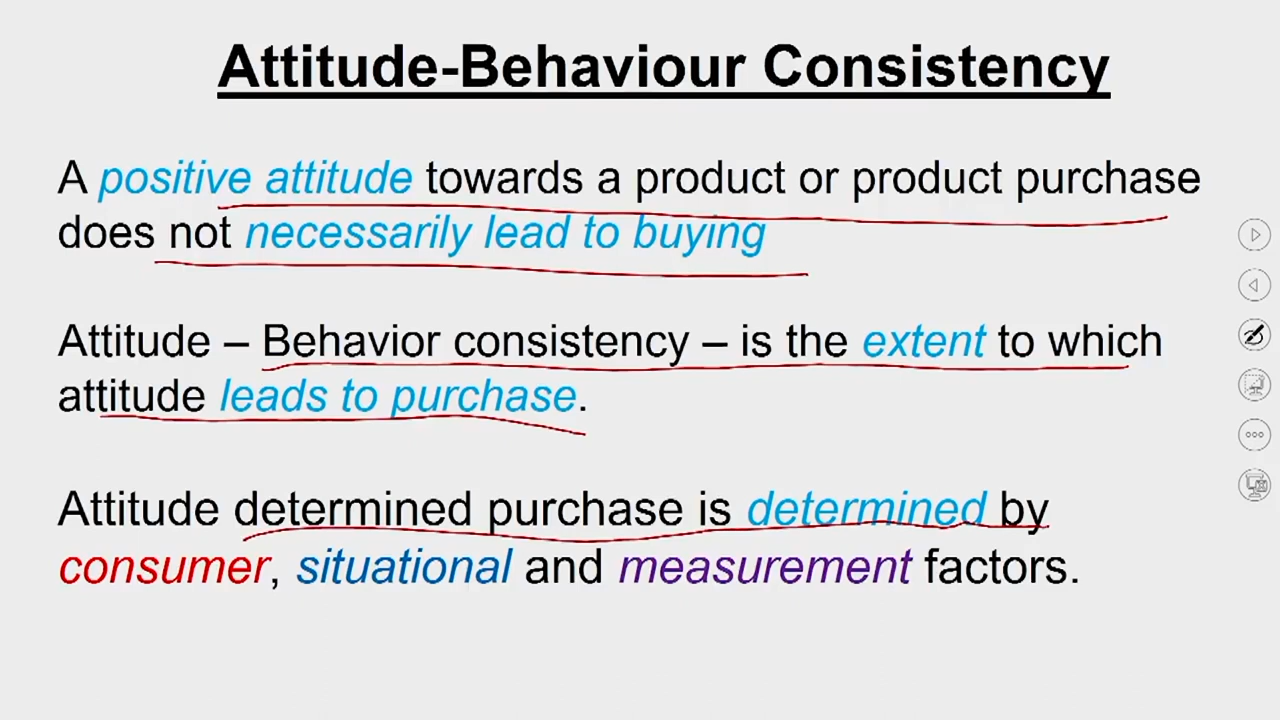 Attitude-Behaviour Consistency
A positive attitude towards a product or product purchase
does not necessarily lead to buying
Attitude – Behavior consistency – is the extent to which
attitude leads to purchase.
Attitude determined purchase is determined by
consumer, situational and measurement factors.